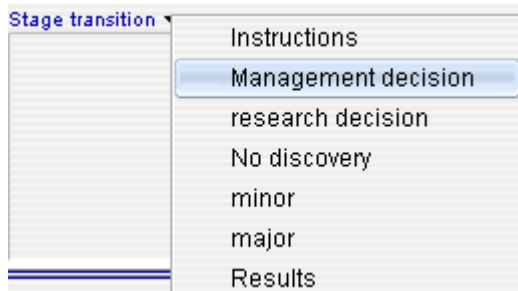 Stage transition
Instructions
Management decision
research decision
No discovery
minor
major
Results